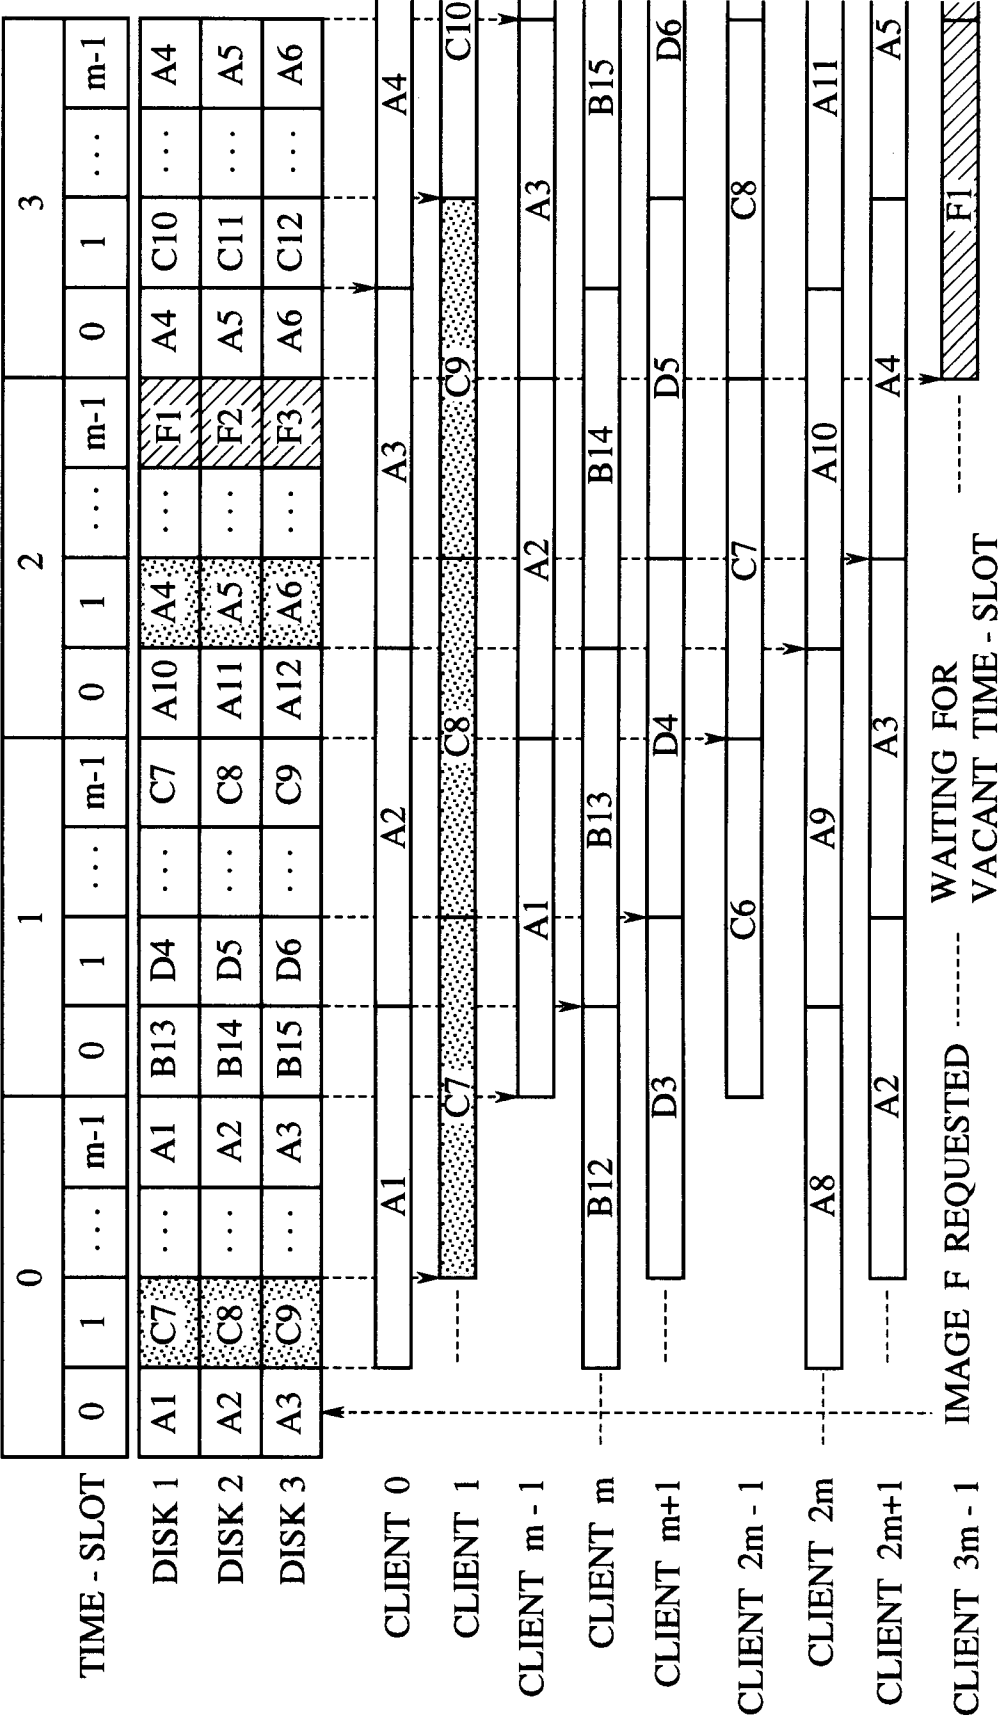 0 1 2 3
TIME - SLOT 0 1 ... m-1 0 1 ... m-1 0 1 ... m-1 0 1 ... m-1
DISK 1 A1 C7 ... A1 B13 D4 ... C7 A10 A4 ... F1 A4 C10 ... A4
DISK 2 A2 C8 ... A2 B14 D5 ... C8 A11 A5 ... F2 A5 C11 ... A5
DISK 3 A3 C9 ... A3 B15 D6 ... C9 A12 A6 ... F3 A6 C12 ... A6
CLIENT 0 A1 A2 A3 A4
CLIENT 1 C7 C8 C9 C10
CLIENT m - 1 A1 A2 A3
CLIENT m B12 B13 B14 B15
CLIENT m+1 D3 D4 D5 D6
CLIENT 2m - 1 C6 C7 C8
CLIENT 2m A8 A9 A10 A11
CLIENT 2m+1 A2 A3 A4 A5
CLIENT 3m - 1 IMAGE F REQUESTED WAITING FOR F1
VACANT TIME - SLOT